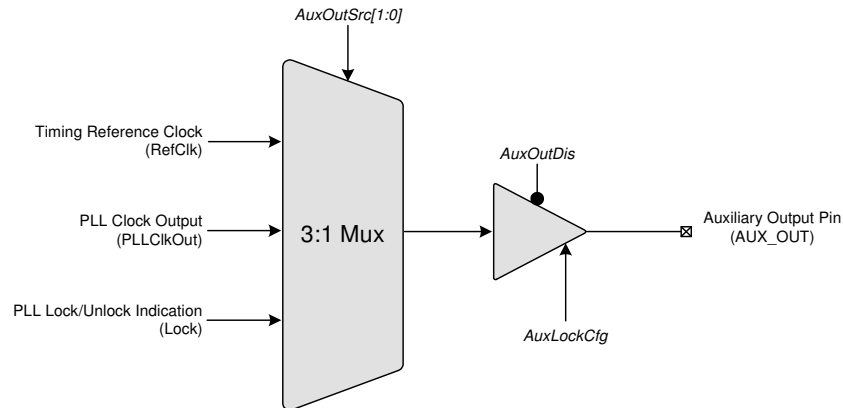 AuxOutSrc[1:0]
Timing Reference Clock
(RefClk)
AuxOutDis
PLL Clock Output
(PLLClkOut)
3:1 Mux
Auxiliary Output Pin
(AUX_OUT)
PLL Lock/Unlock Indication
(Lock)
AuxLockCfg